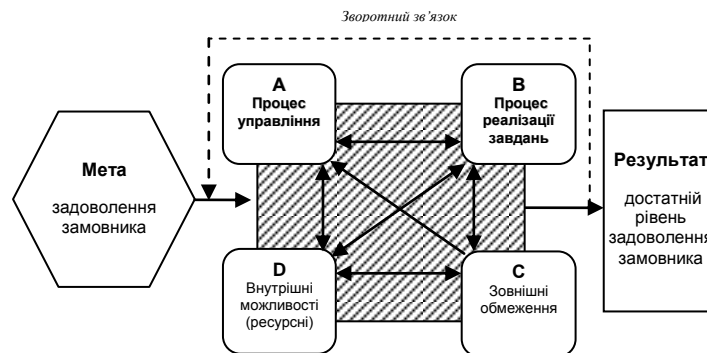 Зворотний зв’язок
A
Процес
управління
B
Процес
реалізації
завдань
Мета
задоволення
замовника
Результат
достатній
рівень
задоволення
замовника
D
Внутрішні
можливості
(ресурсні)
C
Зовнішні
обмеження